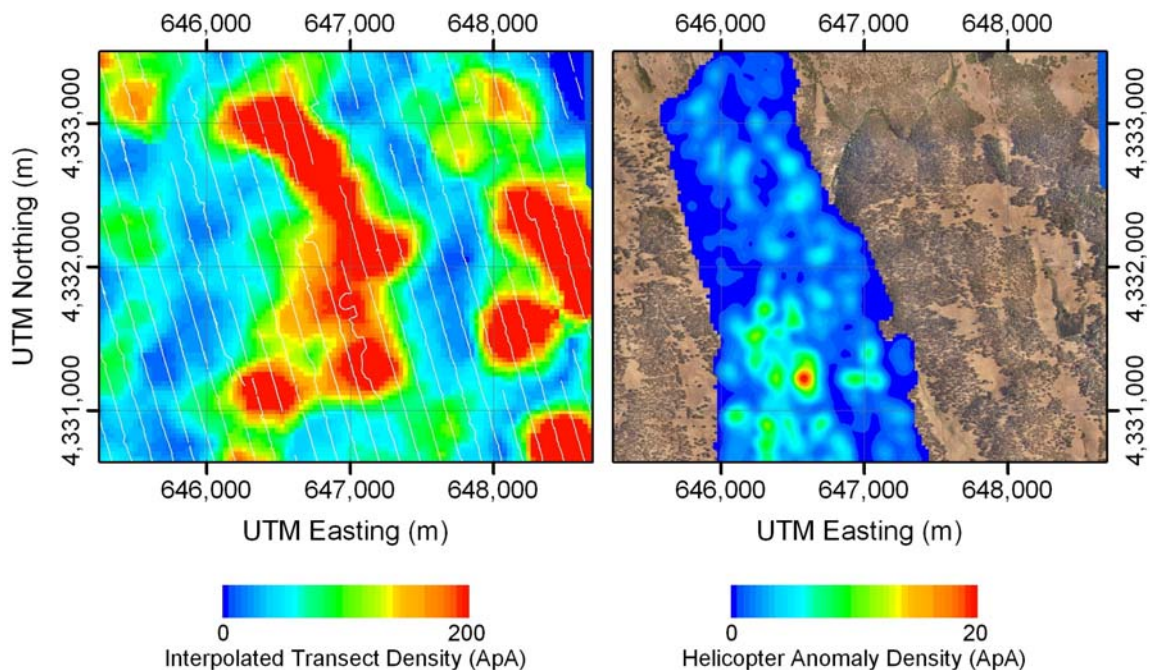 646,000 647,000 648,000 646,000 647,000 648,000
UTM Northing (m)
4,333,000
4,332,000
4,331,000
4,333,000
4,332,000
4,331,000
646,000 647,000 648,000 646,000 647,000 648,000
UTM Easting (m) UTM Easting (m)
0 200 0 20
Interpolated Transect Density (ApA) Helicopter Anomaly Density (ApA)